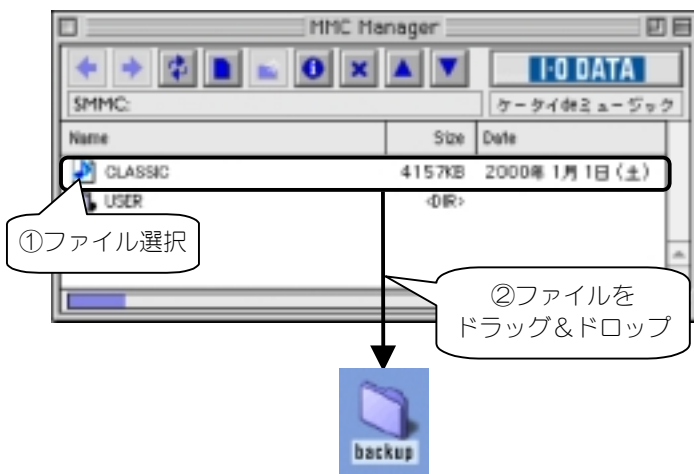 MMC Manager
I·O DATA
SMMC:
ケータイdeミュージック
Name Size Date
CLASSIC 4157KB 2000年 1月 1日 (土)
USER <DIR>
①ファイル選択
②ファイルを
ドラッグ＆ドロップ
backup